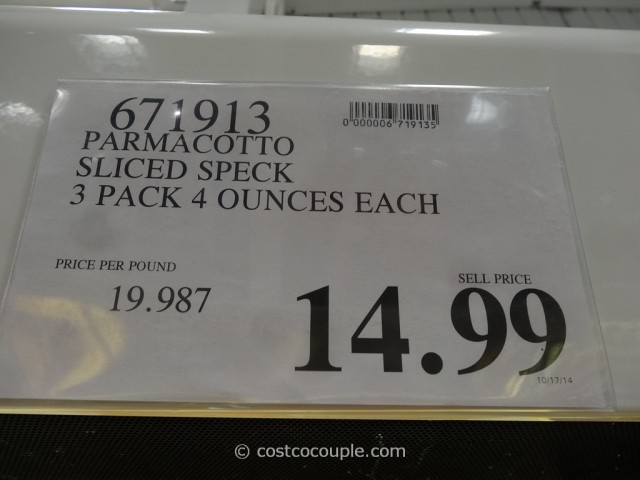 671913
0"000006"719135"
PARMACOTTO
SLICED SPECK
3 PACK 4 OUNCES EACH
PRICE PER POUND
19.987
SELL PRICE
14.99
10/17/14
© costcocouple.com